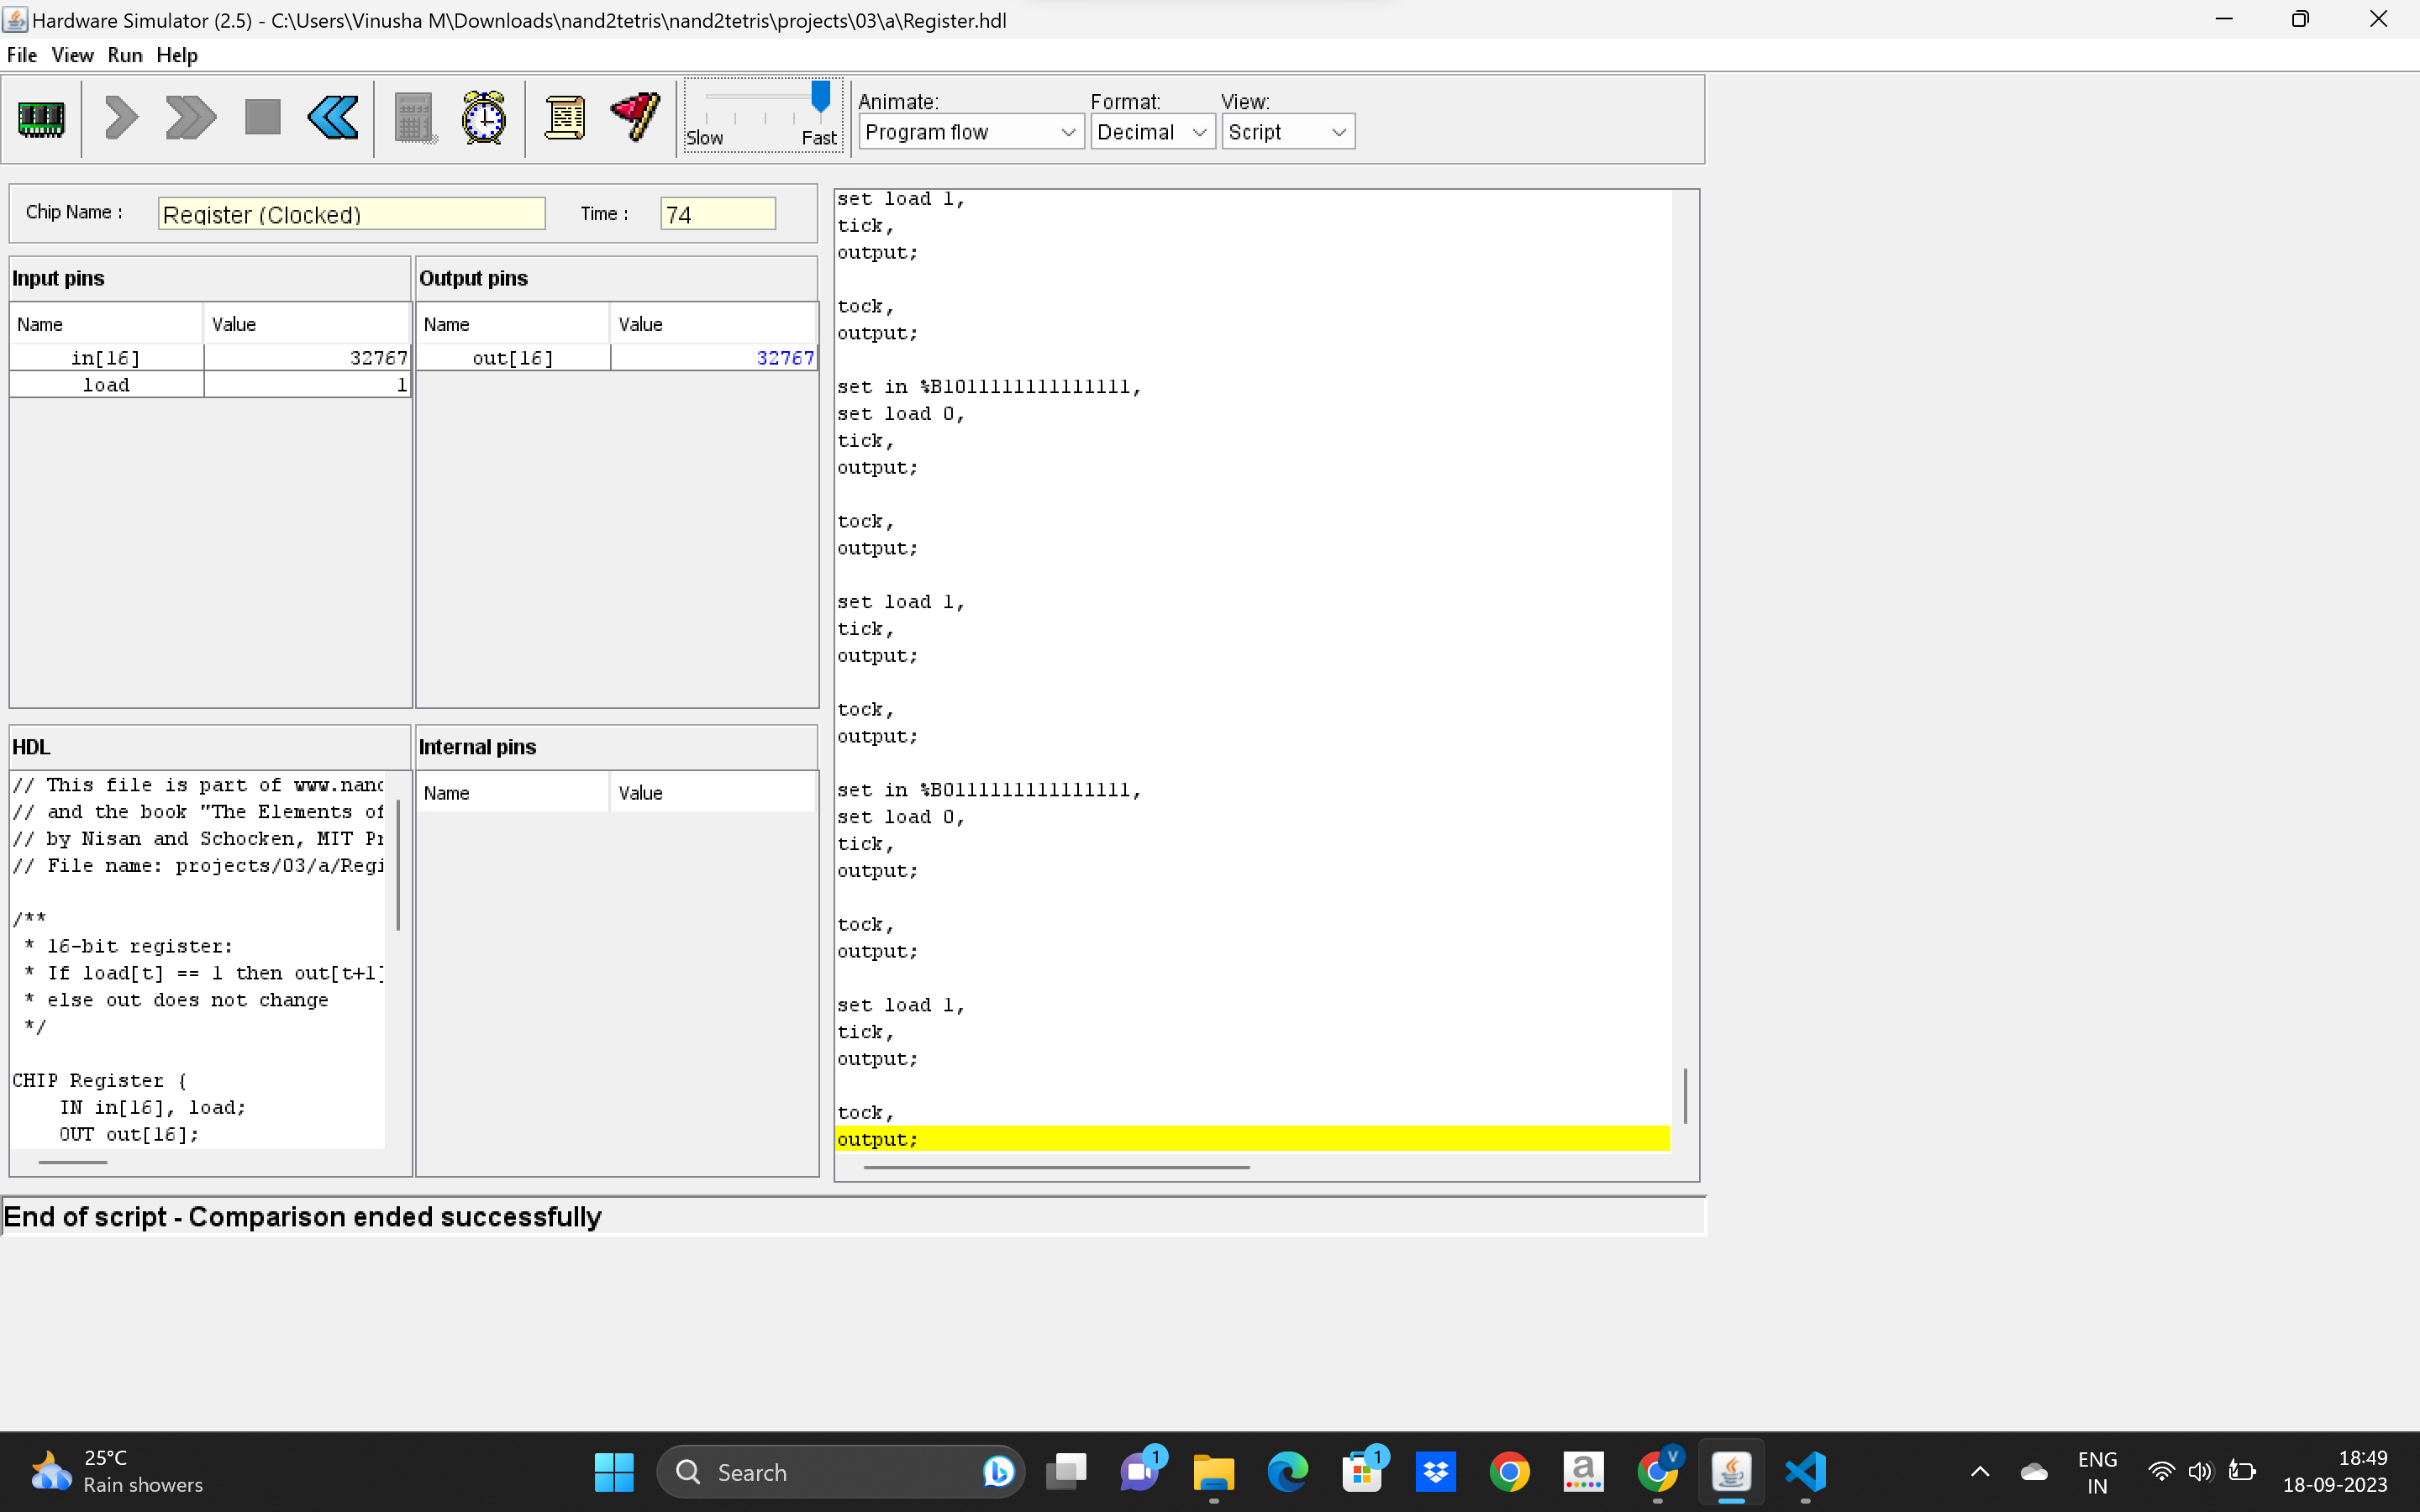 Hardware Simulator (2.5) - C:\Users\Vinusha M\Downloads\nand2tetris\nand2tetris\projects\03\a\Register.hdl
File View Run Help
Slow Fast
Animate: Format: View:
Program flow Decimal Script
Chip Name : Register (Clocked) Time : 74
Input pins
Name Value
in[16] 32767
load 1
Output pins
Name Value
out[16] 32767
HDL
// This file is part of www.nand
// and the book "The Elements of
// by Nisan and Schocken, MIT Pr
// File name: projects/03/a/Regi
/**
* 16-bit register:
* If load[t] == 1 then out[t+1]
* else out does not change
*/
CHIP Register {
IN in[16], load;
OUT out[16];
Internal pins
Name Value
set load 1,
tick,
output;
tock,
output;
set in %B1011111111111111,
set load 0,
tick,
output;
tock,
output;
set load 1,
tick,
output;
tock,
output;
set in %B0111111111111111,
set load 0,
tick,
output;
tock,
output;
set load 1,
tick,
output;
tock,
output;
End of script - Comparison ended successfully
25°C
Rain showers
Search
1
1
a
V
ENG
IN
18:49
18-09-2023